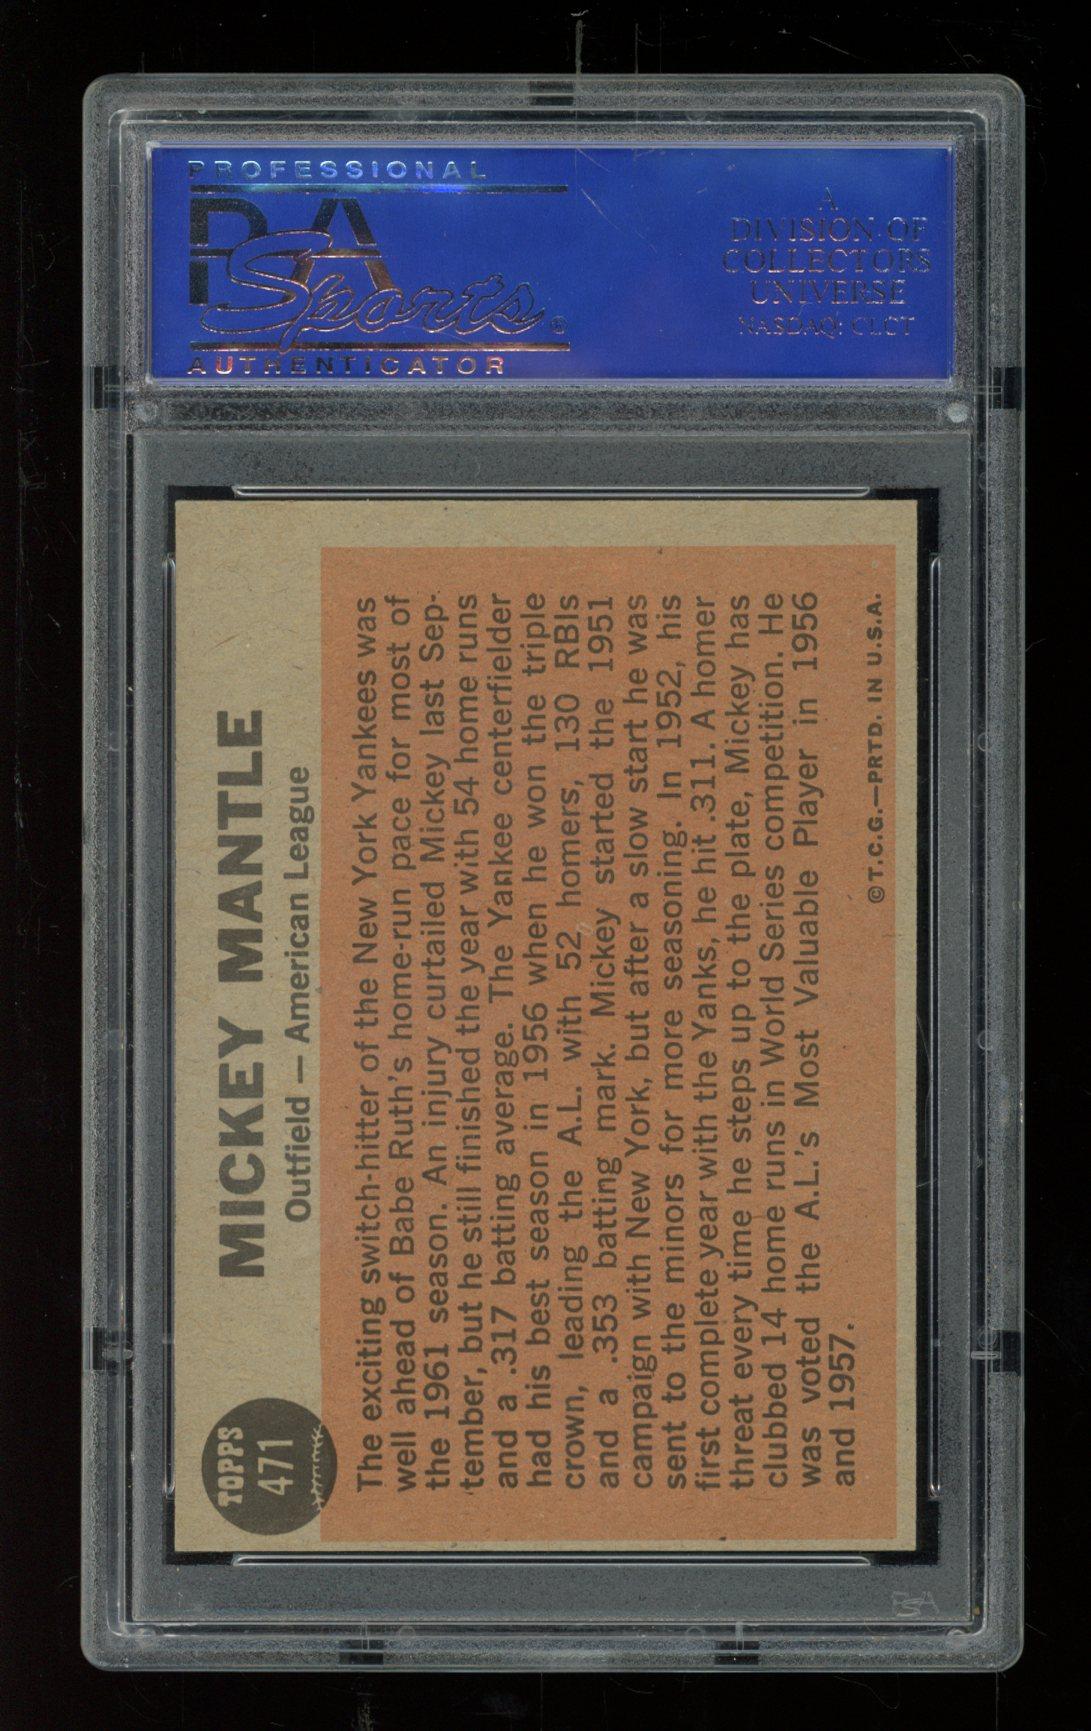 PROFESSIONAL
PSA
Sports®
AUTHENTICATOR
A
DIVISION OF
COLLECTORS
UNIVERSE
NASDAQ: CLCT
TOPPS
471
MICKEY MANTLE
Outfield — American League
The exciting switch-hitter of the New York Yankees was
well ahead of Babe Ruth's home-run pace for most of
the 1961 season. An injury curtailed Mickey last Sep-
tember, but he still finished the year with 54 home runs
and a .317 batting average. The Yankee centerfielder
had his best season in 1956 when he won the triple
crown, leading the A.L. with 52 homers, 130 RBIs
and a .353 batting mark. Mickey started the 1951
campaign with New York, but after a slow start he was
sent to the minors for more seasoning. In 1952, his
first complete year with the Yanks, he hit .311. A homer
threat every time he steps up to the plate, Mickey has
clubbed 14 home runs in World Series competition. He
was voted the A.L.'s Most Valuable Player in 1956
and 1957.
©T.C.G.—PRTD. IN U.S.A.
PSA